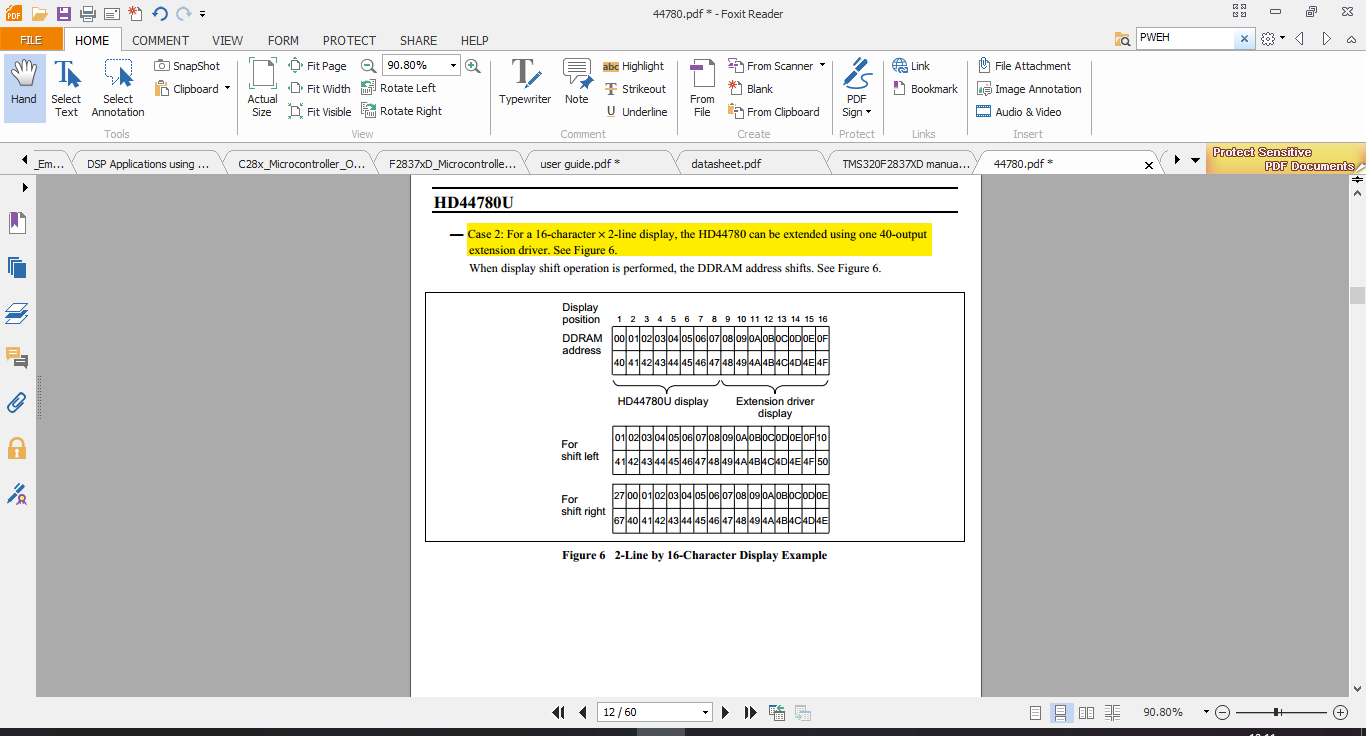 44780.pdf * - Foxit Reader
FILE HOME COMMENT VIEW FORM PROTECT SHARE HELP
PWEH
Hand
Select Text
Select Annotation
SnapShot
Clipboard
Tools
Actual Size
Fit Page
Fit Width
Fit Visible
90.80%
Rotate Left
Rotate Right
View
Typewriter
Note
abc Highlight
Strikeout
Underline
Comment
From File
From Scanner
Blank
From Clipboard
Create
PDF Sign
Protect
Link
Bookmark
Links
File Attachment
Image Annotation
Audio & Video
Insert
_Em... DSP Applications using ... C28x_Microcontroller_O... F2837xD_Microcontrolle... user guide.pdf * datasheet.pdf TMS320F2837XD manua... 44780.pdf *
Protect Sensitive
PDF Documents
HD44780U
— Case 2: For a 16-character × 2-line display, the HD44780 can be extended using one 40-output
extension driver. See Figure 6.
When display shift operation is performed, the DDRAM address shifts. See Figure 6.
Display
position 1 2 3 4 5 6 7 8 9 10 11 12 13 14 15 16
DDRAM address
00 01 02 03 04 05 06 07 08 09 0A 0B 0C 0D 0E 0F
40 41 42 43 44 45 46 47 48 49 4A 4B 4C 4D 4E 4F
HD44780U display
Extension driver
display
For shift left
01 02 03 04 05 06 07 08 09 0A 0B 0C 0D 0E 0F 10
41 42 43 44 45 46 47 48 49 4A 4B 4C 4D 4E 4F 50
For shift right
27 00 01 02 03 04 05 06 07 08 09 0A 0B 0C 0D 0E
67 40 41 42 43 44 45 46 47 48 49 4A 4B 4C 4D 4E
Figure 6 2-Line by 16-Character Display Example
12 / 60
90.80%